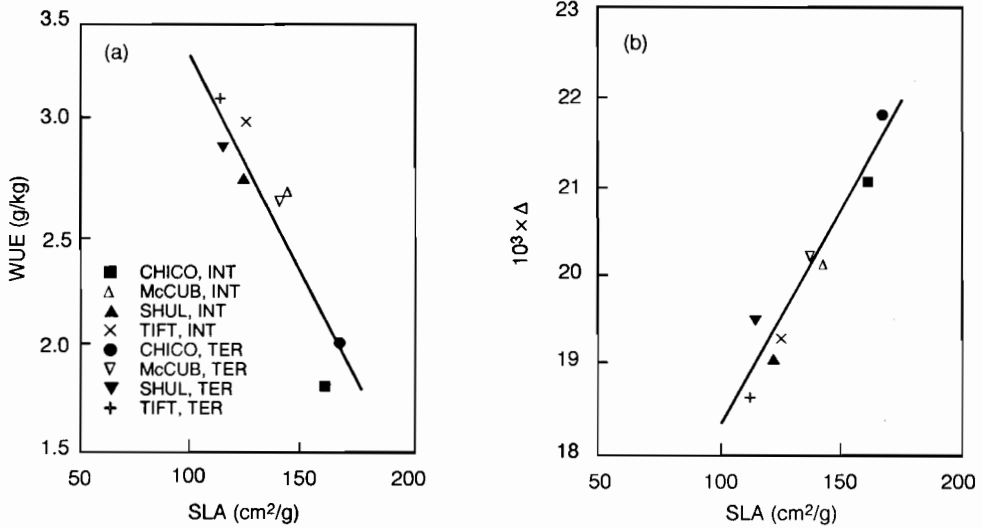 (a)
3.5
3.0
2.5
2.0
1.5
WUE (g/kg)
CHICO, INT
McCUB, INT
SHUL, INT
TIFT, INT
CHICO, TER
McCUB, TER
SHUL, TER
TIFT, TER
50 100 150 200
SLA (cm²/g)
(b)
23
22
21
20
19
18
10³ × Δ
50 100 150 200
SLA (cm²/g)